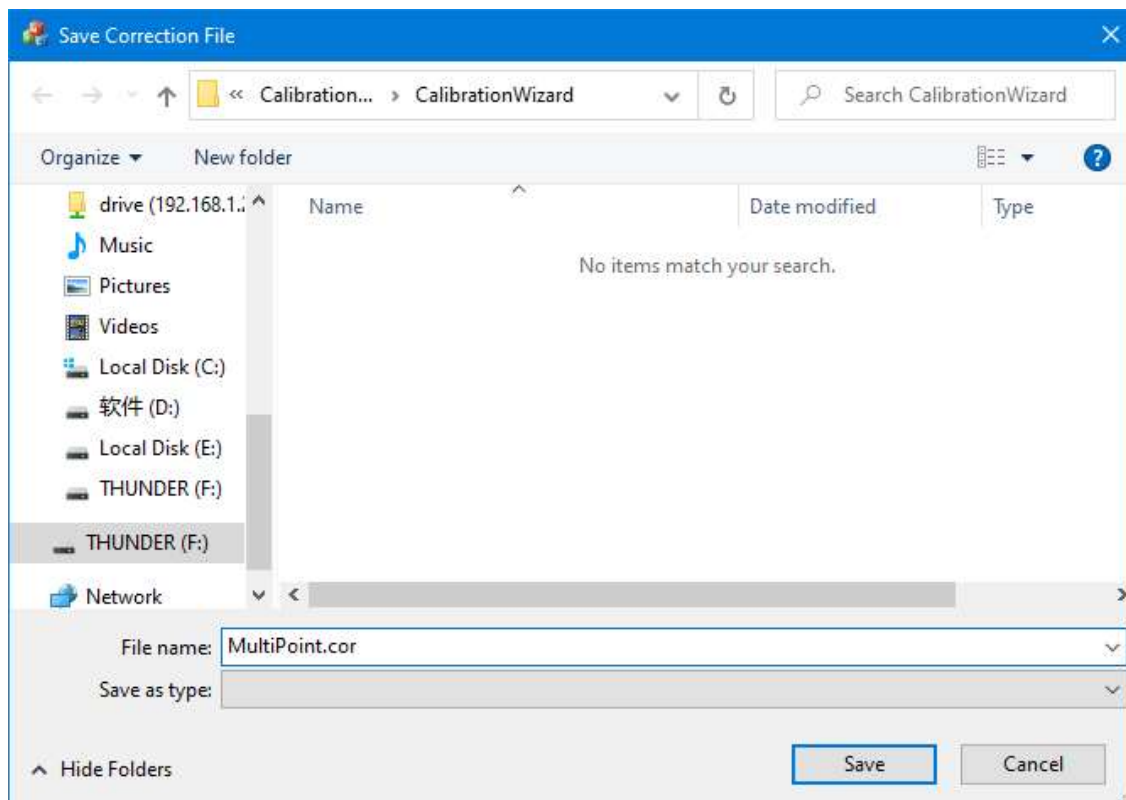 Save Correction File
« Calibration... › CalibrationWizard
Search CalibrationWizard
Organize New folder
drive (192.168.1.
Music
Pictures
Videos
Local Disk (C:)
软件 (D:)
Local Disk (E:)
THUNDER (F:)
THUNDER (F:)
Network
Name Date modified Type
No items match your search.
File name: MultiPoint.cor
Save as type:
Hide Folders
Save Cancel